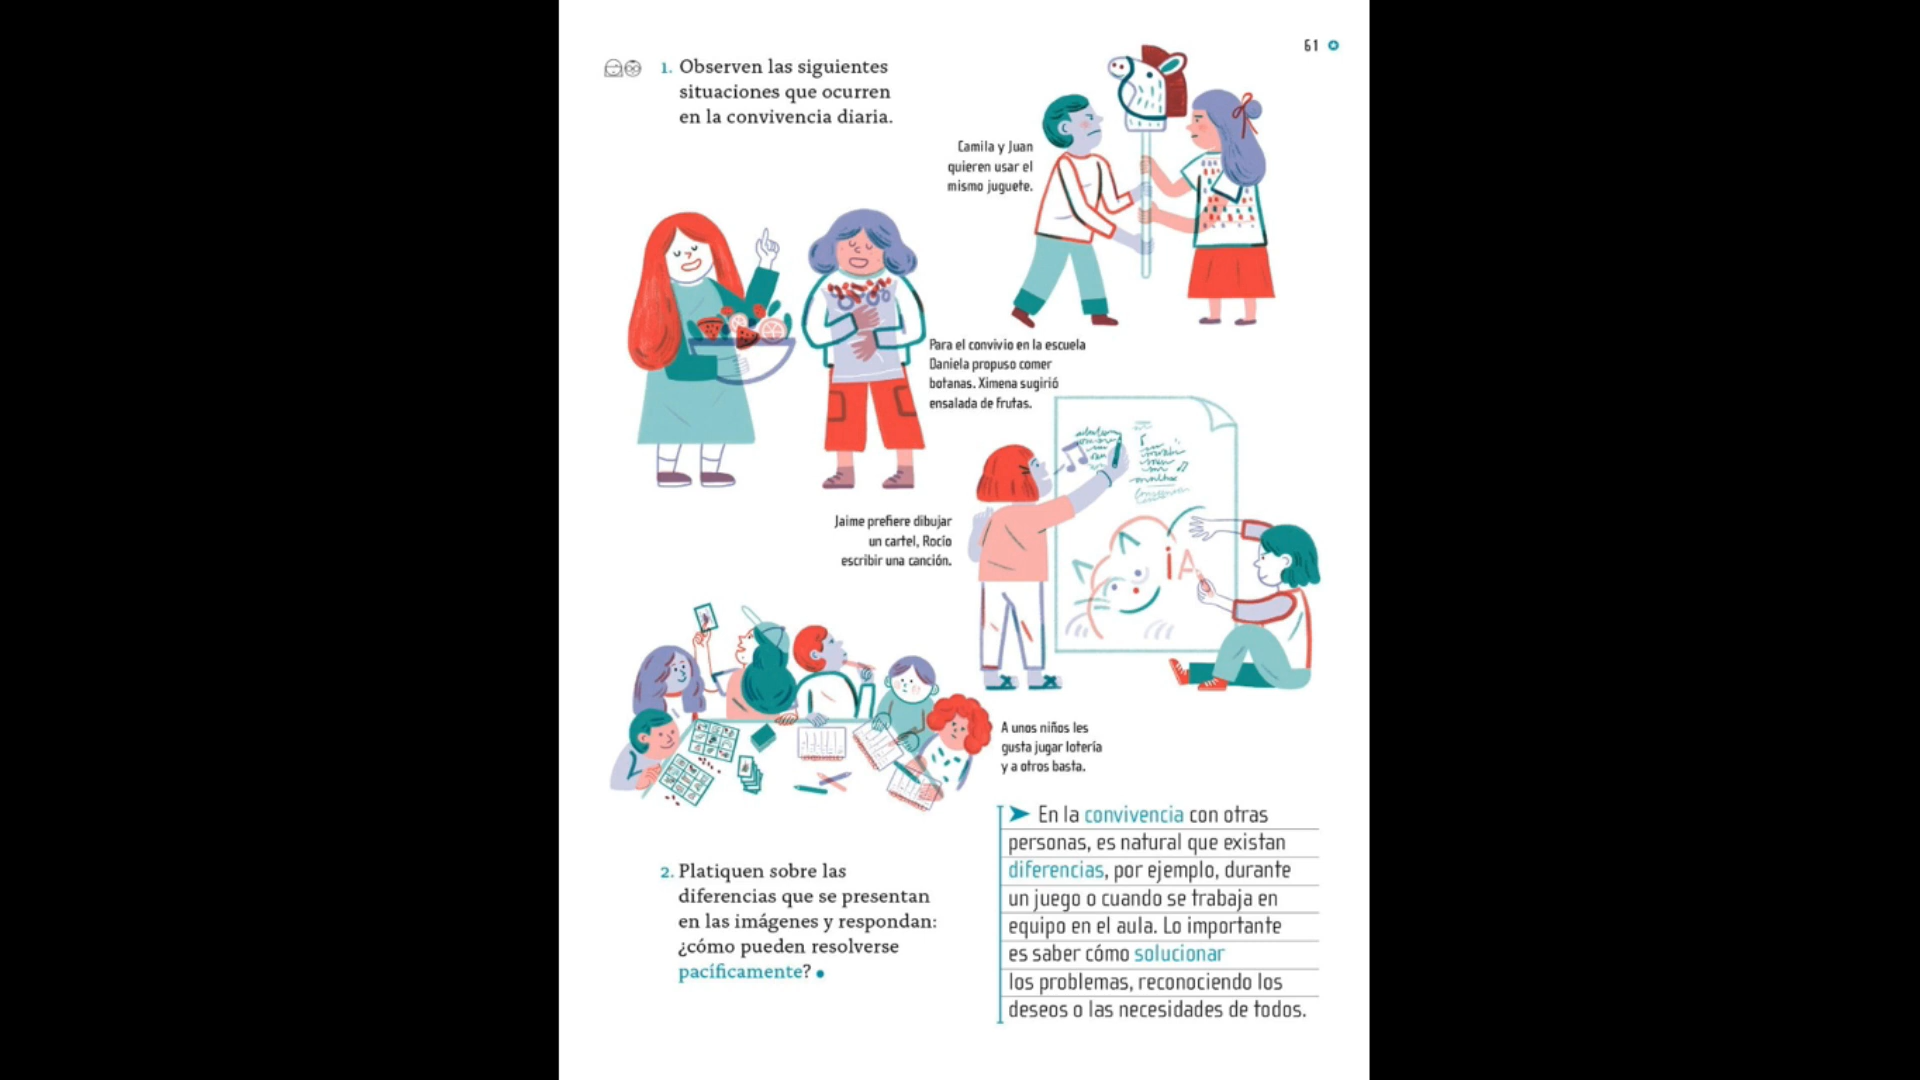 61
1. Observen las siguientes
situaciones que ocurren
en la convivencia diaria.
Camila y Juan
quieren usar el
mismo juguete.
Para el convivio en la escuela
Daniela propuso comer
botanas. Ximena sugirió
ensalada de frutas.
Jaime prefiere dibujar
un cartel, Rocío
escribir una canción.
¡A
A unos niños les
gusta jugar lotería
y a otros basta.
2. Platiquen sobre las
diferencias que se presentan
en las imágenes y respondan:
¿cómo pueden resolverse
pacíficamente?
En la convivencia con otras
personas, es natural que existan
diferencias, por ejemplo, durante
un juego o cuando se trabaja en
equipo en el aula. Lo importante
es saber cómo solucionar
los problemas, reconociendo los
deseos o las necesidades de todos.